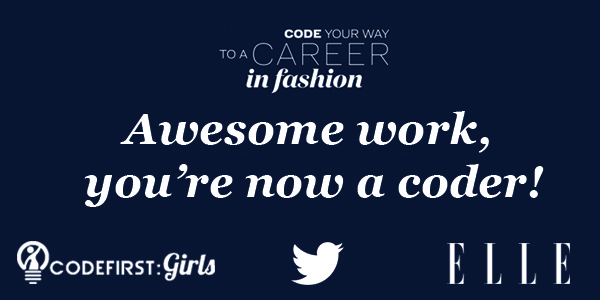 CODE YOUR WAY
TO A CAREER
in fashion
Awesome work,
you're now a coder!
CODEFIRST: Girls
ELLE